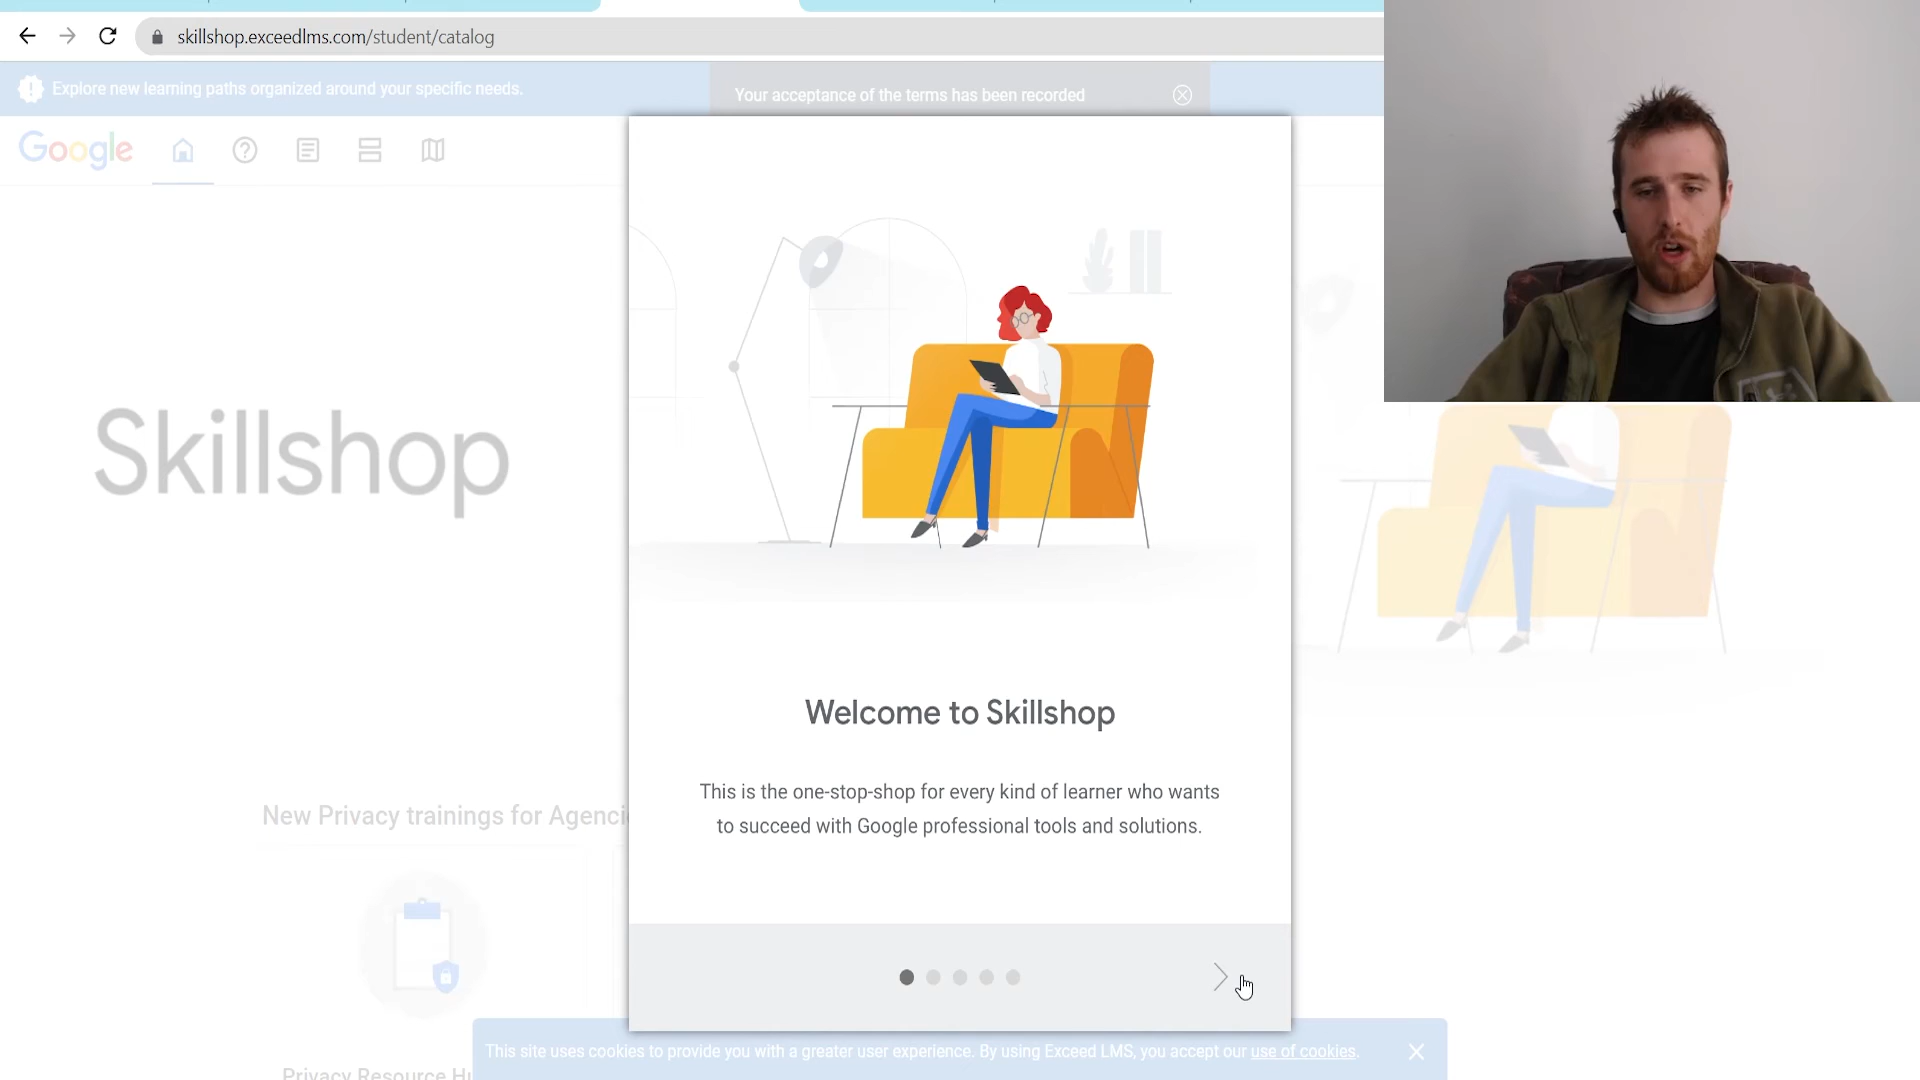 skillshop.exceedlms.com/student/catalog
Explore new learning paths organized around your specific needs.
Your acceptance of the terms has been recorded
Google
Skillshop
Welcome to Skillshop
This is the one-stop-shop for every kind of learner who wants
to succeed with Google professional tools and solutions.
New Privacy trainings for
This site uses cookies to provide you with a greater user experience. By using Exceed LMS, you accept our use of cookies.
Privacy Resource